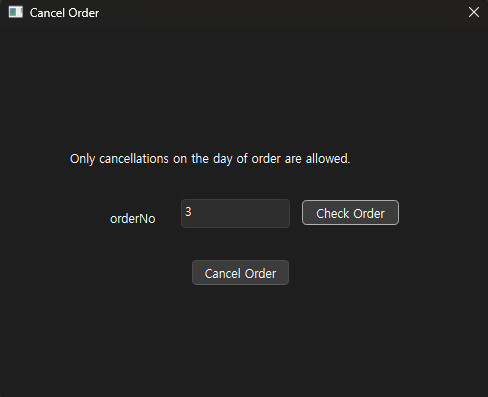 Cancel Order
Only cancellations on the day of order are allowed.
orderNo 3 Check Order
Cancel Order